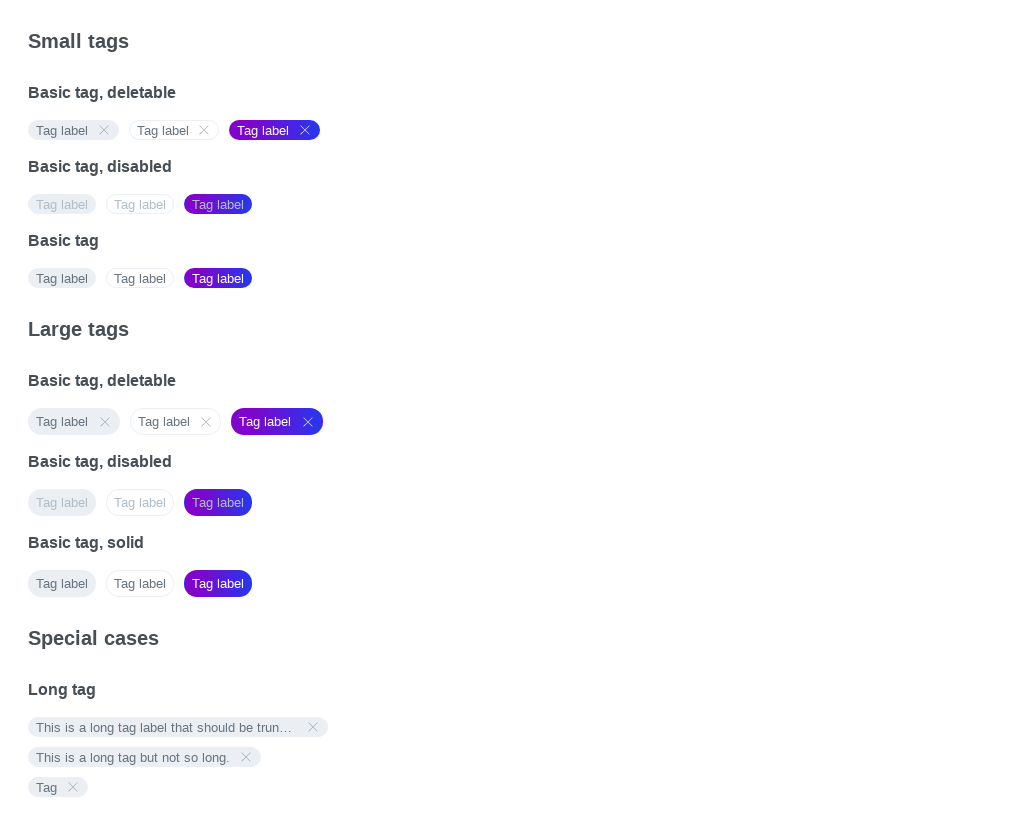 Small tags
Basic tag, deletable
Tag label Tag label Tag label
Basic tag, disabled
Tag label Tag label Tag label
Basic tag
Tag label Tag label Tag label
Large tags
Basic tag, deletable
Tag label Tag label Tag label
Basic tag, disabled
Tag label Tag label Tag label
Basic tag, solid
Tag label Tag label Tag label
Special cases
Long tag
This is a long tag label that should be trun…
This is a long tag but not so long.
Tag